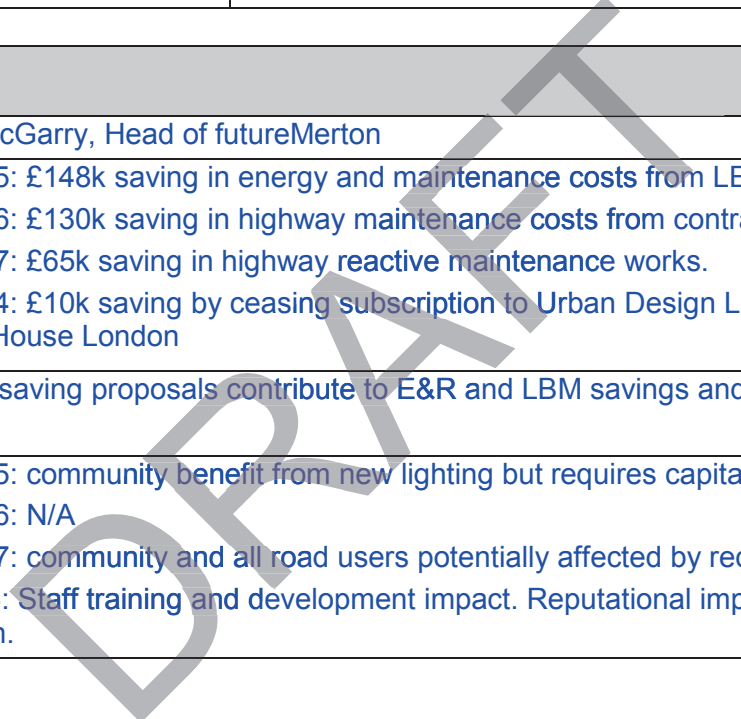 cGarry, Head of futureMerton
5: £148k saving in energy and maintenance costs from LE
6: £130k saving in highway maintenance costs from contra
7: £65k saving in highway reactive maintenance works.
4: £10k saving by ceasing subscription to Urban Design L
House London
saving proposals contribute to E&R and LBM savings and
5: community benefit from new lighting but requires capita
6: N/A
7: community and all road users potentially affected by red
: Staff training and development impact. Reputational imp
n.
DRAFT